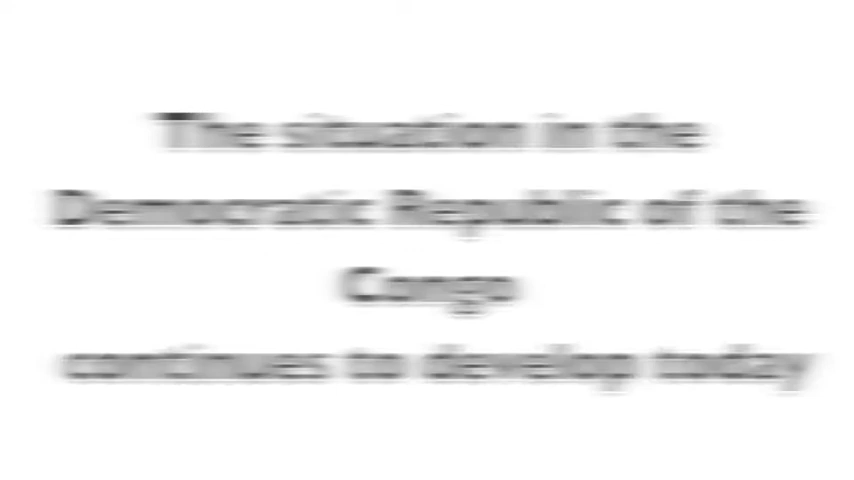 The situation in the
Democratic Republic of the
Congo
continues to develop today